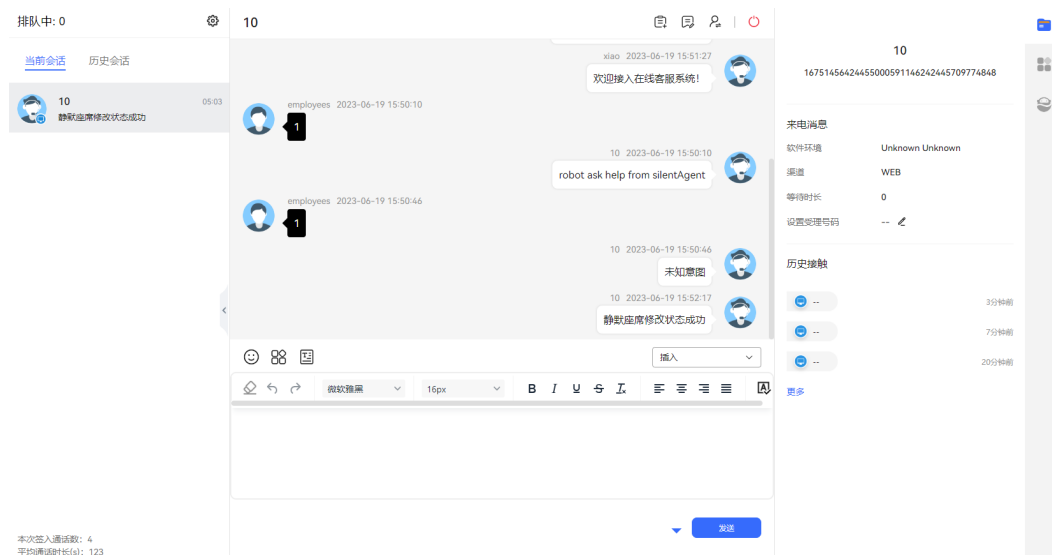 排队中: 0
当前会话 历史会话
10 05:03
静默座席修改状态成功
本次签入通话数: 4
平均通话时长(s): 123
10
xiao 2023-06-19 15:51:27
欢迎接入在线客服系统!
employees 2023-06-19 15:50:10
1
10 2023-06-19 15:50:10
robot ask help from silentAgent
employees 2023-06-19 15:50:46
1
10 2023-06-19 15:50:46
未知意图
10 2023-06-19 15:52:17
静默座席修改状态成功
插入
微软雅黑 16px B I U S Ix A
发送
10
16751456424455000591146242445709774848
来电消息
软件环境 Unknown Unknown
渠道 WEB
等待时长 0
设置受理号码 --
历史接触
-- 3分钟前
-- 7分钟前
-- 20分钟前
更多